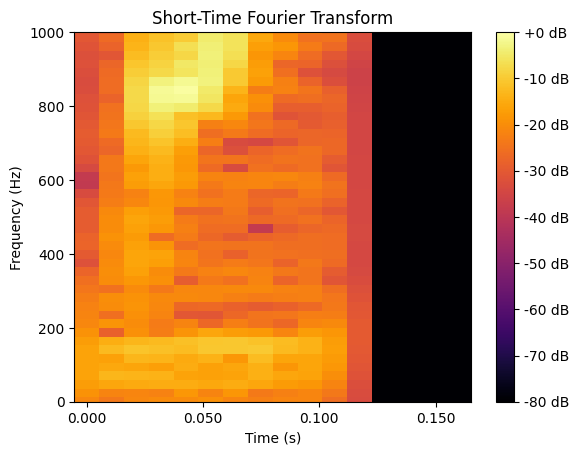 Short-Time Fourier Transform
1000
800
600
400
200
0
Frequency (Hz)
0.000
0.050
0.100
0.150
Time (s)
+0 dB
-10 dB
-20 dB
-30 dB
-40 dB
-50 dB
-60 dB
-70 dB
-80 dB